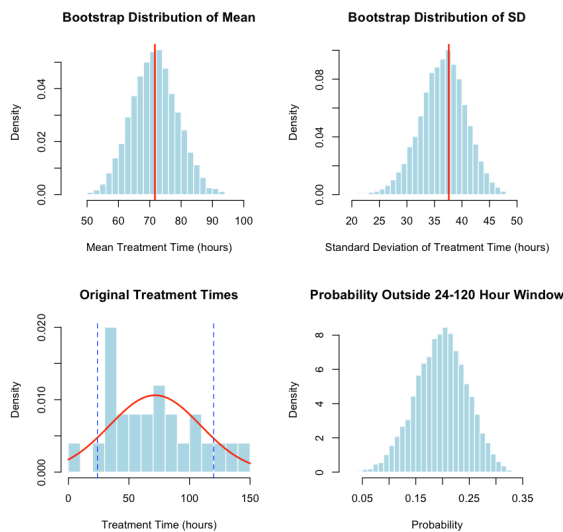 Bootstrap Distribution of Mean
Density
0.00
0.02
0.04
50 60 70 80 90 100
Mean Treatment Time (hours)
Bootstrap Distribution of SD
Density
0.00
0.04
0.08
20 25 30 35 40 45 50
Standard Deviation of Treatment Time (hours)
Original Treatment Times
Density
0.000
0.010
0.020
0 50 100 150
Treatment Time (hours)
Probability Outside 24-120 Hour Window
Density
0 2 4 6 8
0.05 0.15 0.25 0.35
Probability